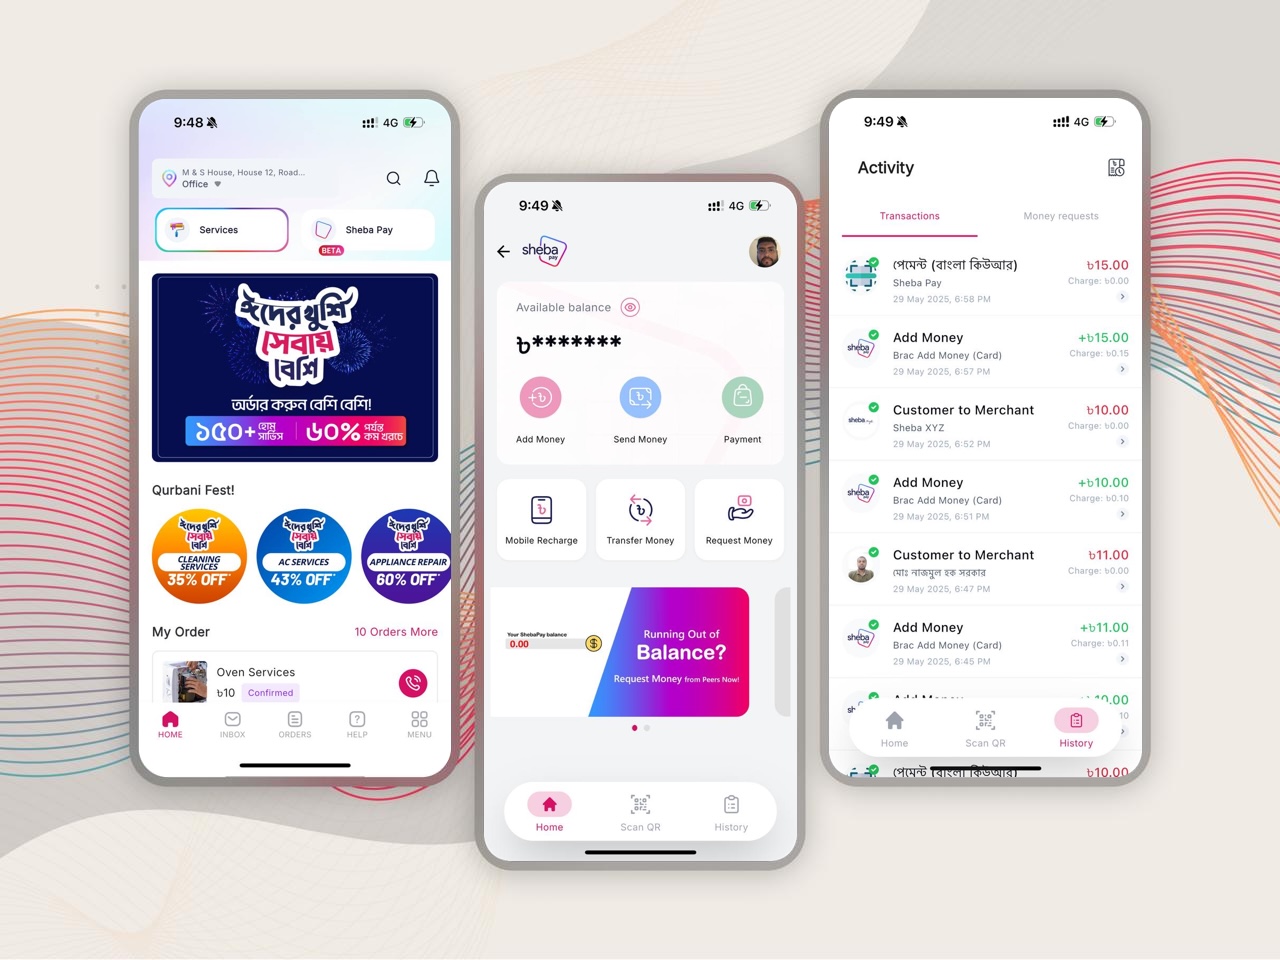 9:48
4G
M & S House, House 12, Road...
Office
Services
Sheba Pay
BETA
ঈদের খুশি
সেবায়
বেশি
অর্ডার করুন বেশি বেশি!
১৫০+ হোম সার্ভিস
৬০% পর্যন্ত কম খরচে
Qurbani Fest!
ঈদের খুশি
সেবায়
বেশি
CLEANING
SERVICES
35% OFF*
ঈদের খুশি
সেবায়
বেশি
AC SERVICES
43% OFF*
ঈদের খুশি
সেবায়
বেশি
APPLIANCE REPAIR
60% OFF*
My Order
10 Orders More
Oven Services
৳10
Confirmed
HOME
INBOX
ORDERS
HELP
MENU
9:49
4G
sheba
pay
Available balance
৳*******
Add Money
Send Money
Payment
Mobile Recharge
Transfer Money
Request Money
Your ShebaPay balance
0.00
Running Out of
Balance?
Request Money from Peers Now!
Home
Scan QR
History
9:49
4G
Activity
Transactions
Money requests
পেমেন্ট (বাংলা কিউআর)
৳15.00
Sheba Pay
Charge: ৳0.00
29 May 2025, 6:58 PM
sheba
pay
Add Money
+৳15.00
Brac Add Money (Card)
Charge: ৳0.15
29 May 2025, 6:57 PM
sheba
Customer to Merchant
৳10.00
Sheba XYZ
Charge: ৳0.00
29 May 2025, 6:52 PM
sheba
pay
Add Money
+৳10.00
Brac Add Money (Card)
Charge: ৳0.10
29 May 2025, 6:51 PM
Customer to Merchant
৳11.00
মোঃ নাজমুল হক সরকার
Charge: ৳0.00
29 May 2025, 6:47 PM
sheba
pay
Add Money
+৳11.00
Brac Add Money (Card)
Charge: ৳0.11
29 May 2025, 6:45 PM
Add Money
10.00
10
Home
Scan QR
History
পেমেন্ট (বাংলা কিউআর)
৳10.00